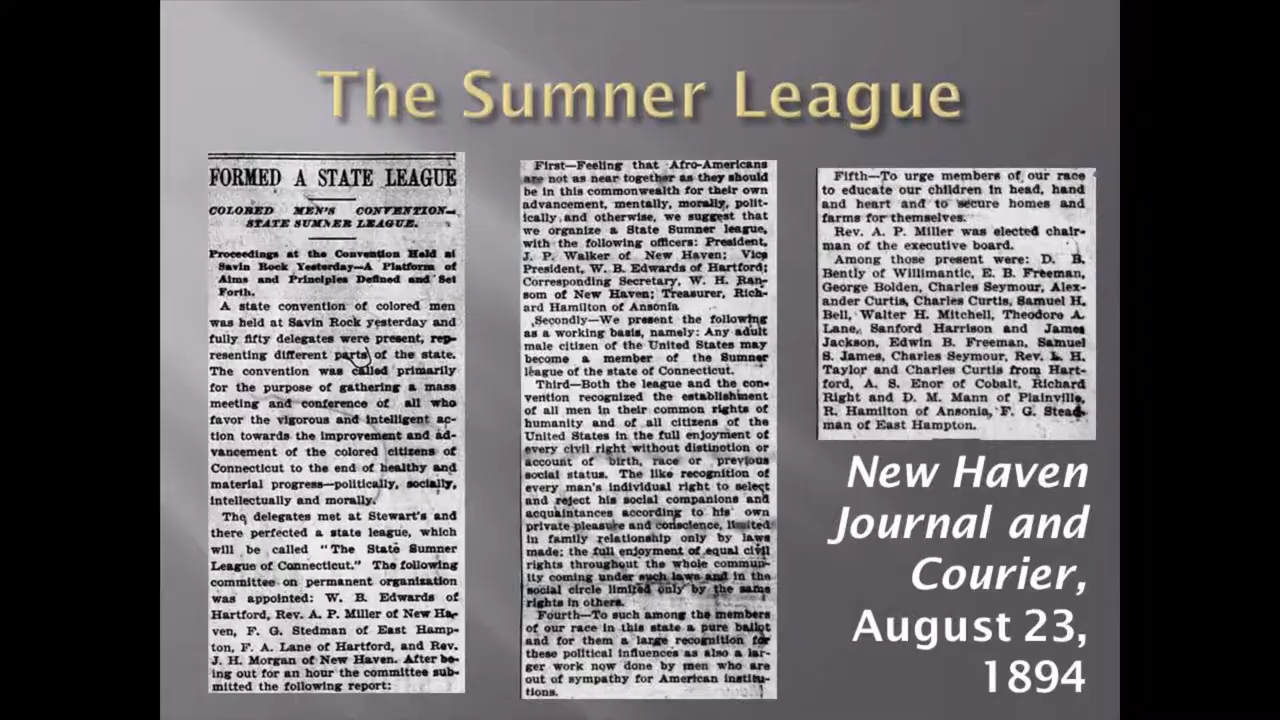 The Sumner League
FORMED A STATE LEAGUE
COLORED MEN'S CONVENTION—
STATE SUMNER LEAGUE.
Proceedings at the Convention Held at
Savin Rock Yesterday—A Platform of
Aims and Principles Defined and Set
Forth.
A state convention of colored men
was held at Savin Rock yesterday and
fully fifty delegates were present, rep-
resenting different parts of the state.
The convention was called primarily
for the purpose of gathering a mass
meeting and conference of all who
favor the vigorous and intelligent ac-
tion towards the improvement and ad-
vancement of the colored citizens of
Connecticut to the end of healthy and
material progress—politically, socially,
intellectually and morally.
The delegates met at Stewart's and
there perfected a state league, which
will be called "The State Sumner
League of Connecticut." The following
committee on permanent organization
was appointed: W. B. Edwards of
Hartford, Rev. A. P. Miller of New Ha-
ven, F. G. Stedman of East Hamp-
ton, F. A. Lane of Hartford, and Rev.
J. H. Morgan of New Haven. After be-
ing out for an hour the committee sub-
mitted the following report:
First—Feeling that Afro-Americans
are not as near together as they should
be in this commonwealth for their own
advancement, mentally, morally, polit-
ically and otherwise, we suggest that
we organize a State Sumner league,
with the following officers: President,
J. P. Walker of New Haven; Vice
President, W. B. Edwards of Hartford;
Corresponding Secretary, W. H. Ran-
som of New Haven; Treasurer, Rich-
ard Hamilton of Ansonia
Secondly—We present the following
as a working basis, namely: Any adult
male citizen of the United States may
become a member of the Sumner
league of the state of Connecticut.
Third—Both the league and the con-
vention recognized the establishment
of all men in their common rights of
humanity and of all citizens of the
United States in the full enjoyment of
every civil right without distinction or
account of birth, race or previous
social status. The like recognition of
every man's individual right to select
and reject his social companions and
acquaintances according to his own
private pleasure and conscience, limited
in family relationship only by laws
made; the full enjoyment of equal civil
rights throughout the whole commun-
ity coming under such laws and in the
social circle limited only by the same
rights in others.
Fourth—To such among the members
of our race in this state a pure ballot
and for them a large recognition for
these political influences as also a lar-
ger work now done by men who are
out of sympathy for American institu-
tions.
Fifth—To urge members of our race
to educate our children in head, hand
and heart and to secure homes and
farms for themselves.
Rev. A. P. Miller was elected chair-
man of the executive board.
Among those present were: D. B.
Bently of Willimantic, E. B. Freeman,
George Bolden, Charles Seymour, Alex-
ander Curtis, Charles Curtis, Samuel H.
Bell, Walter H. Mitchell, Theodore A.
Lane, Sanford Harrison and James
Jackson, Edwin B. Freeman, Samuel
S. James, Charles Seymour, Rev. L. H.
Taylor and Charles Curtis from Hart-
ford, A. S. Enor of Cobalt, Richard
Right and D. M. Mann of Plainville,
R. Hamilton of Ansonia, F. G. Stead-
man of East Hampton.
New Haven
Journal and
Courier,
August 23,
1894